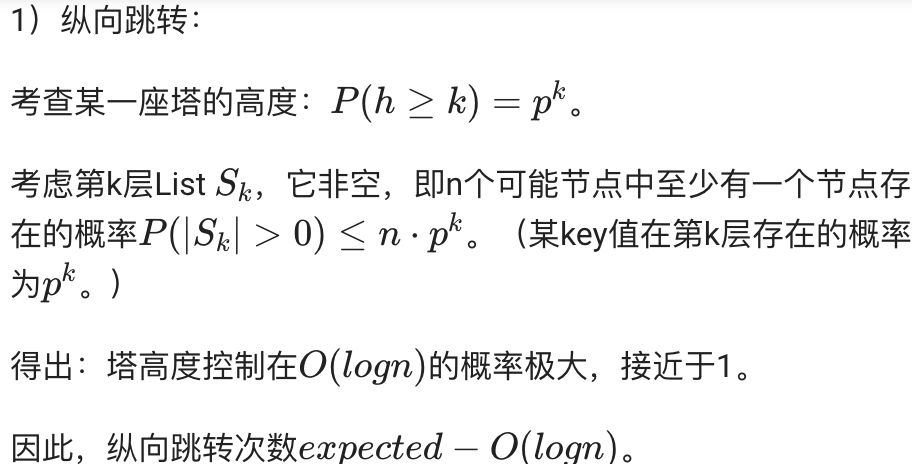 1）纵向跳转：
考查某一座塔的高度：P(h ≥ k) = p^k。
考虑第k层List S_k，它非空，即n个可能节点中至少有一个节点存
在的概率P(|S_k| > 0) ≤ n · p^k。（某key值在第k层存在的概率
为p^k。）
得出：塔高度控制在O(logn)的概率极大，接近于1。
因此，纵向跳转次数expected − O(logn)。